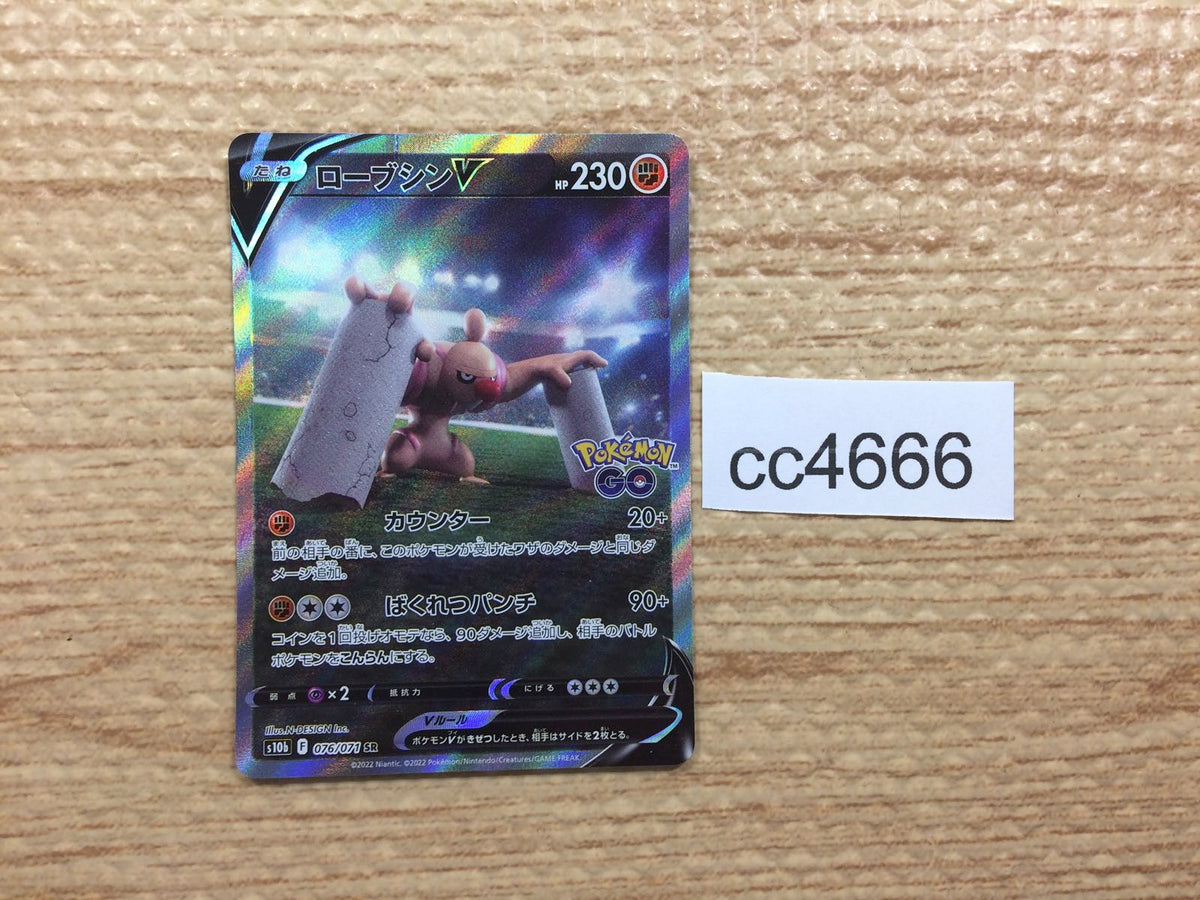 たね ローブシンV HP 230
Pokémon TM
GO
カウンター 20+
前の相手の番に、このポケモンが受けたワザのダメージと同じダ
メージ追加。
ばくれつパンチ 90+
コインを1回投げオモテなら、90ダメージ追加し、相手のバトル
ポケモンをこんらんにする。
弱点 ×2 抵抗力 にげる
Vルール
ポケモンVがきぜつしたとき、相手はサイドを2枚とる。
Illus.N-DESIGN Inc.
s10b F 076/071 SR
©2022 Niantic. ©2022 Pokémon/Nintendo/Creatures/GAME FREAK.
cc4666